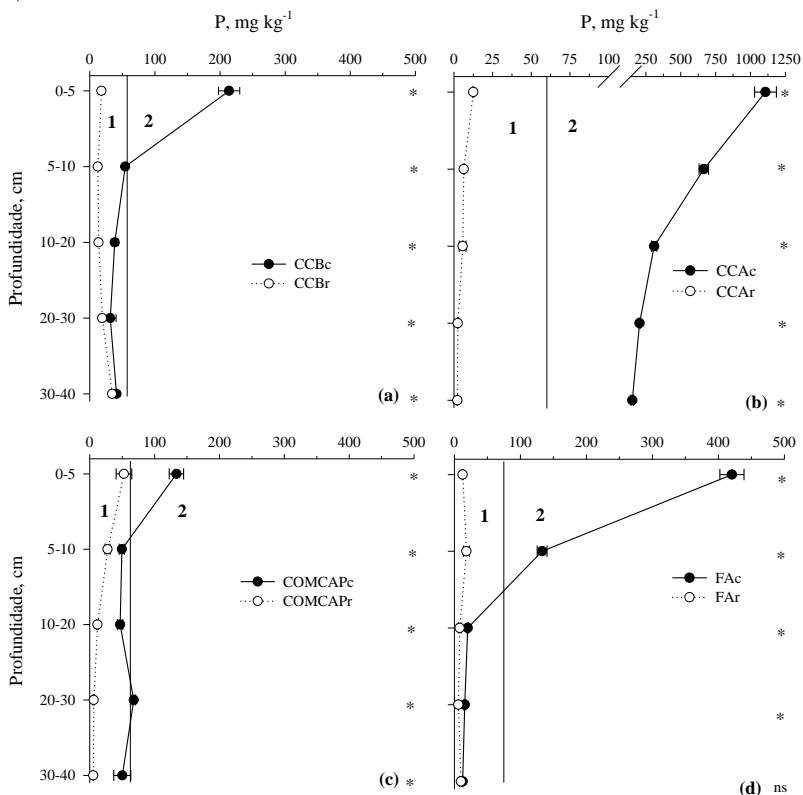 P, mg kg-1
P, mg kg-1
0 100 200 300 400 500
0 25 50 75 100 250 500 750 1000 1250
Profundidade, cm
0-5 *
5-10 *
10-20 *
20-30 *
30-40 *
1 2
CCBc
CCBr
(a)
* * * * *
1 2
CCAc
CCAr
(b)
0 100 200 300 400 500
0 100 200 300 400 500
Profundidade, cm
0-5 *
5-10 *
10-20 *
20-30 *
30-40 *
1 2
COMCAPc
COMCAPr
(c)
* * * *
1 2
FAc
FAr
(d) ns